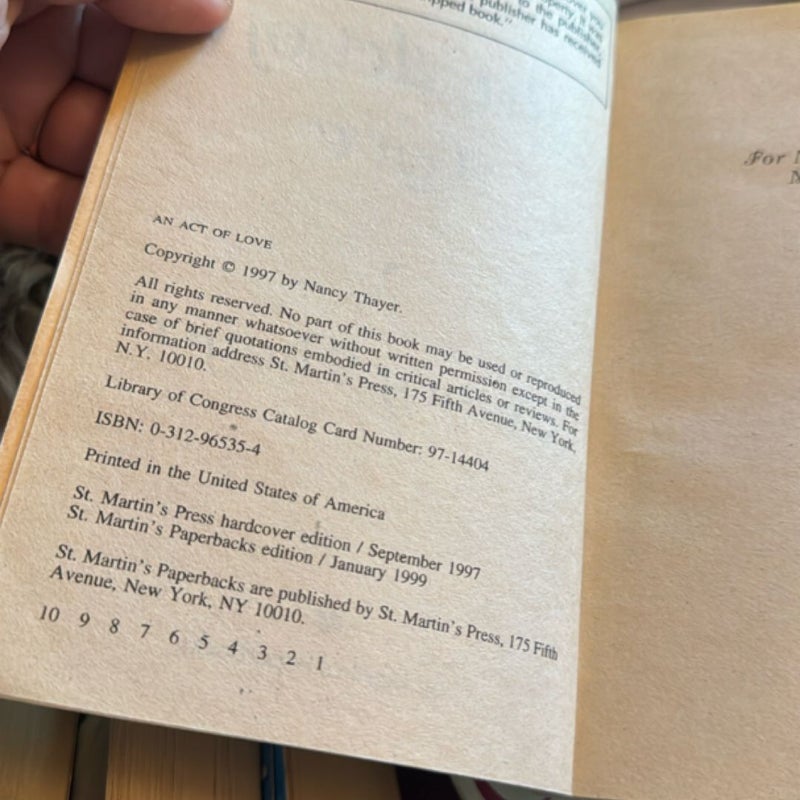 to the publisher
publisher has received
pped book."
AN ACT OF LOVE
Copyright © 1997 by Nancy Thayer.
All rights reserved. No part of this book may be used or reproduced
in any manner whatsoever without written permission except in the
case of brief quotations embodied in critical articles or reviews. For
information address St. Martin's Press, 175 Fifth Avenue, New York,
N.Y. 10010.
Library of Congress Catalog Card Number: 97-14404
ISBN: 0-312-96535-4
Printed in the United States of America
St. Martin's Press hardcover edition / September 1997
St. Martin's Paperbacks edition / January 1999
St. Martin's Paperbacks are published by St. Martin's Press, 175 Fifth
Avenue, New York, NY 10010.
10 9 8 7 6 5 4 3 2 1
For